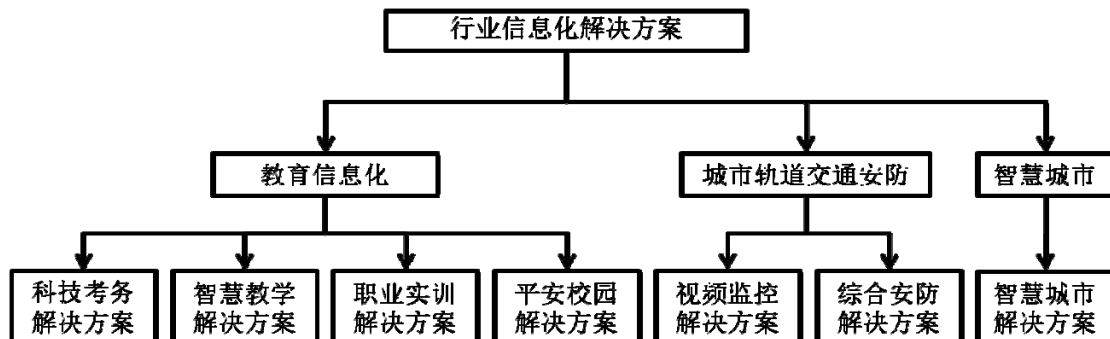 行业信息化解决方案
教育信息化
城市轨道交通安防
智慧城市
科技考务
解决方案
智慧教学
解决方案
职业实训
解决方案
平安校园
解决方案
视频监控
解决方案
综合安防
解决方案
智慧城市
解决方案